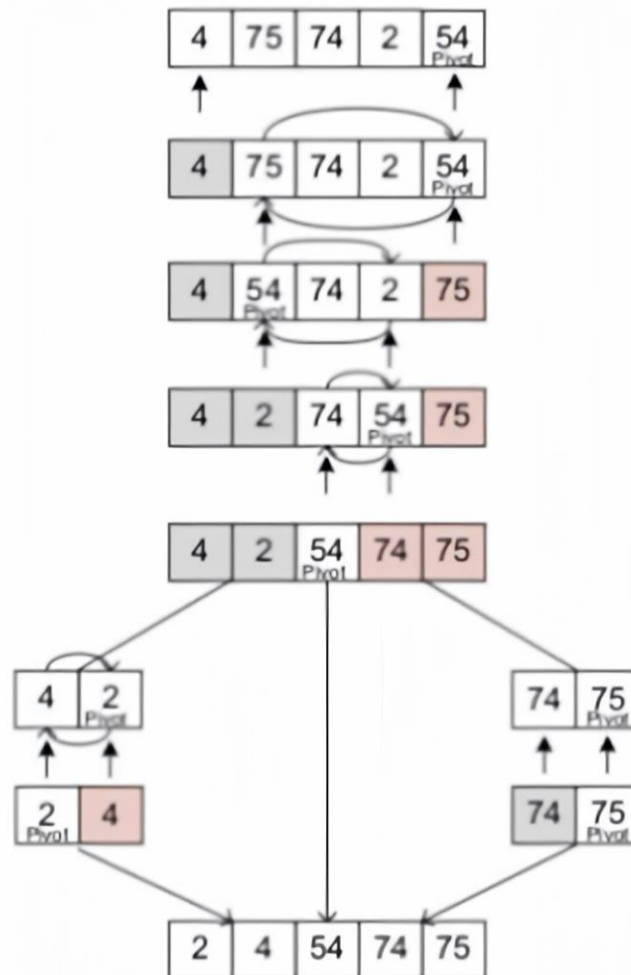 4 75 74 2 54
Pivot
4 75 74 2 54
Pivot
4 54 74 2 75
Pivot
4 2 74 54 75
Pivot
4 2 54 74 75
Pivot
4 2 74 75
Pivot Pivot
2 4 74 75
Pivot Pivot
2 4 54 74 75